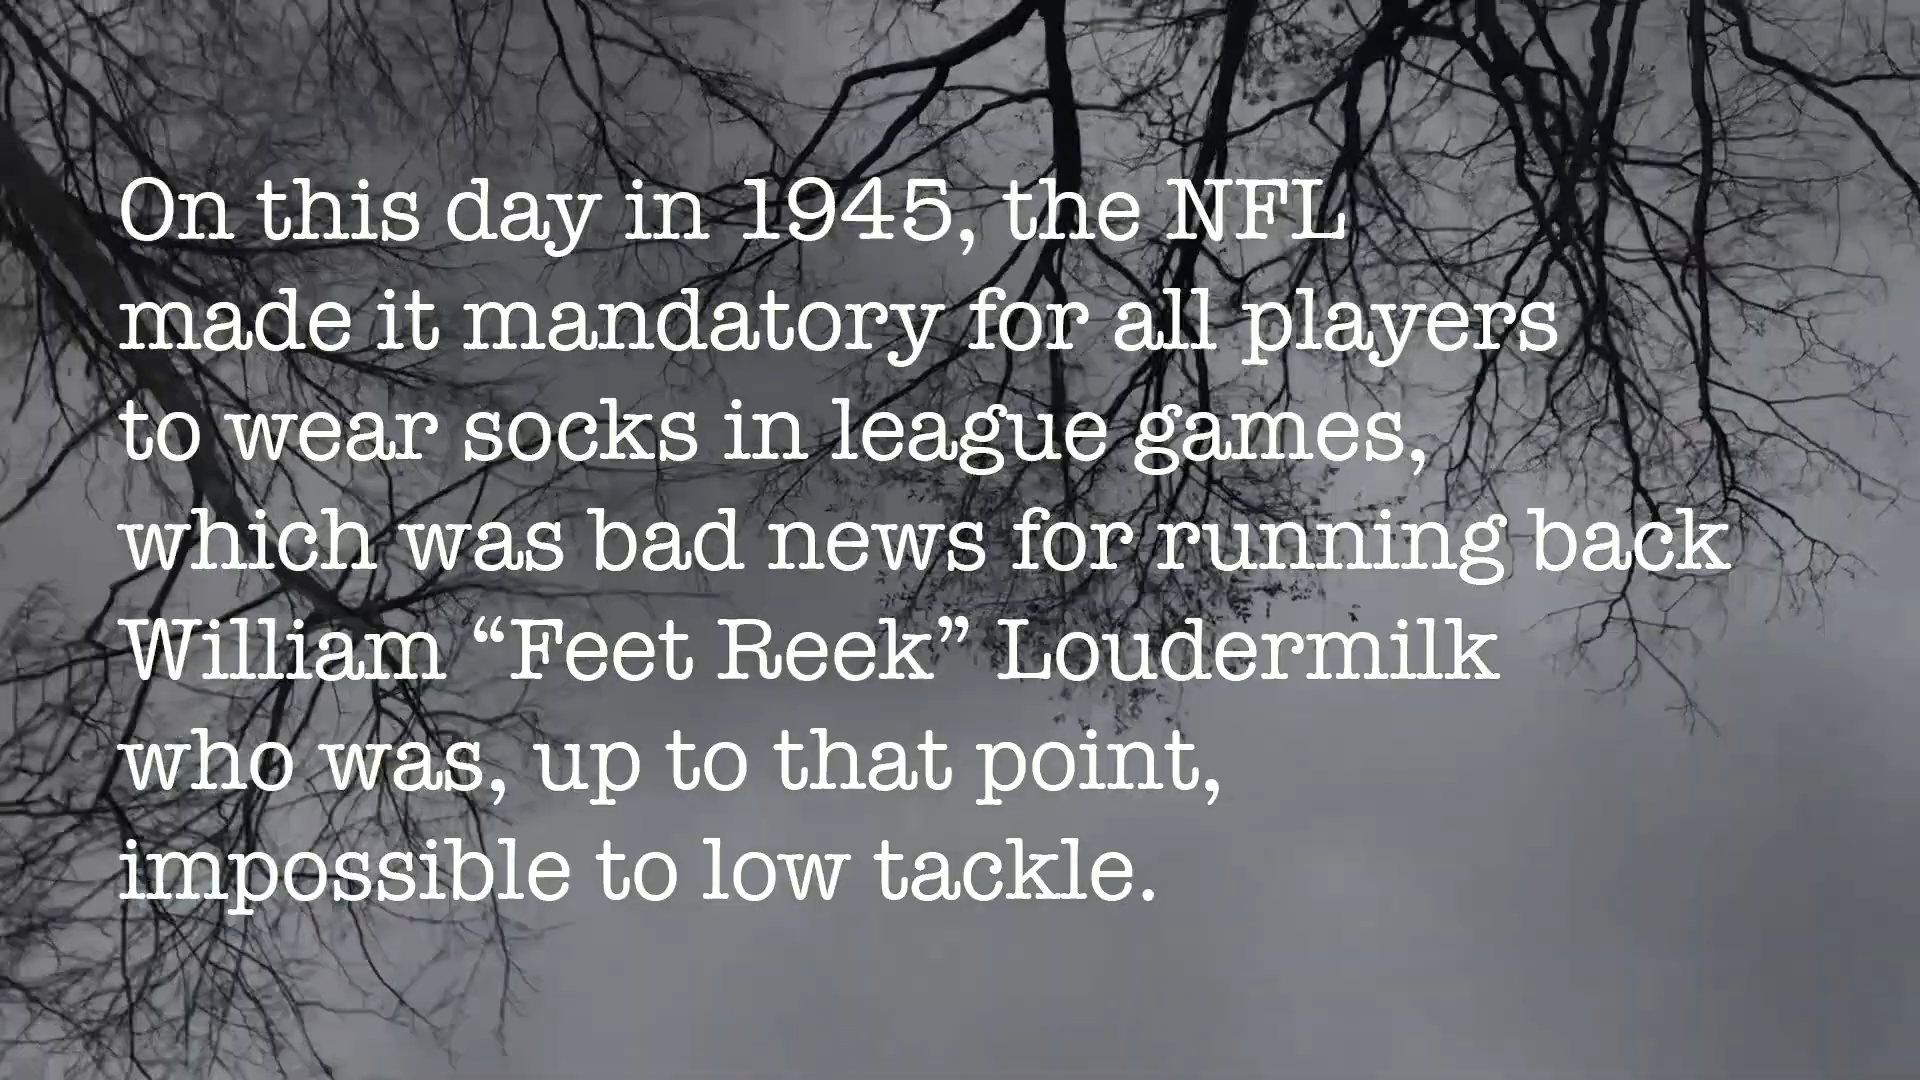 On this day in 1945, the NFL
made it mandatory for all players
to wear socks in league games,
which was bad news for running back
William “Feet Reek” Loudermilk
who was, up to that point,
impossible to low tackle.